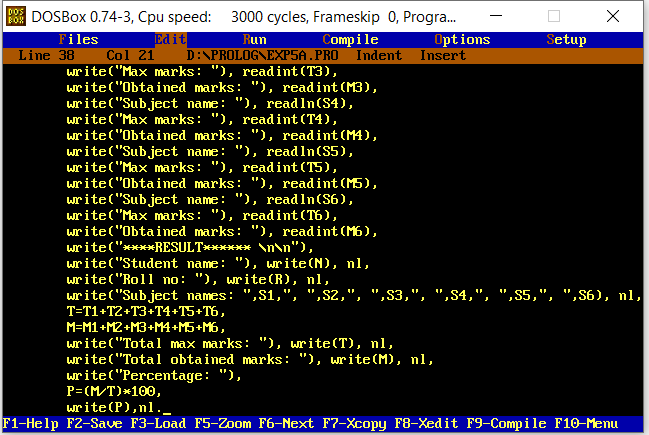 DOSBox 0.74-3, Cpu speed: 3000 cycles, Frameskip 0, Progra...
Files Edit Run Compile Options Setup
Line 38 Col 21 D:\PROLOG\EXP5A.PRO Indent Insert
write("Max marks: "), readint(T3),
write("Obtained marks: "), readint(M3),
write("Subject name: "), readln(S4),
write("Max marks: "), readint(T4),
write("Obtained marks: "), readint(M4),
write("Subject name: "), readln(S5),
write("Max marks: "), readint(T5),
write("Obtained marks: "), readint(M5),
write("Subject name: "), readln(S6),
write("Max marks: "), readint(T6),
write("Obtained marks: "), readint(M6),
write("****RESULT****** \n\n"),
write("Student name: "), write(N), nl,
write("Roll no: "), write(R), nl,
write("Subject names: ",S1,", ",S2,", ",S3,", ",S4,", ",S5,", ",S6), nl,
T=T1+T2+T3+T4+T5+T6,
M=M1+M2+M3+M4+M5+M6,
write("Total max marks: "), write(T), nl,
write("Total obtained marks: "), write(M), nl,
write("Percentage: "),
P=(M/T)*100,
write(P),nl._
F1-Help F2-Save F3-Load F5-Zoom F6-Next F7-Xcopy F8-Xedit F9-Compile F10-Menu